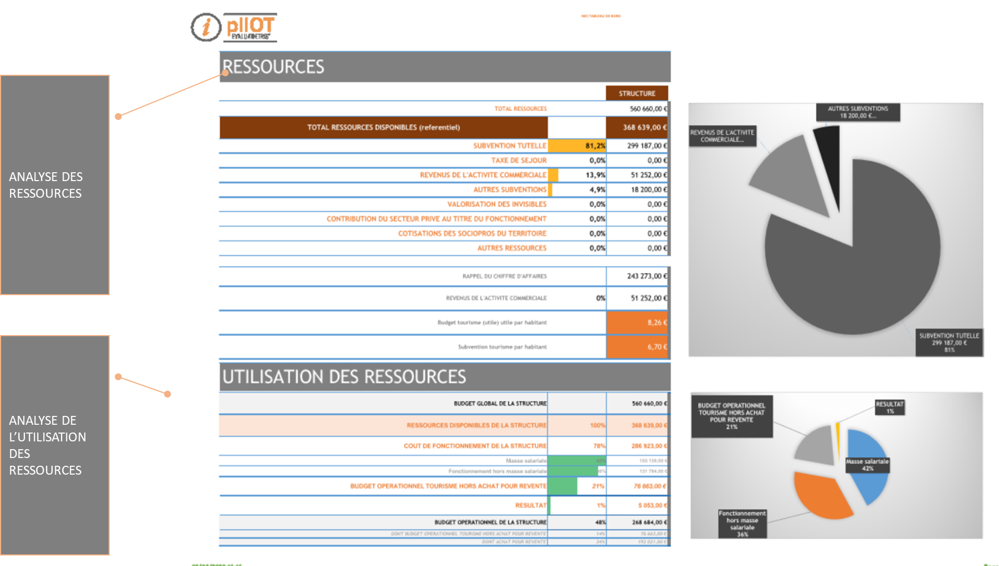 pIlOT
EVALUAMETRIS
GEC TABLEAU DE BORD
RESSOURCES
STRUCTURE
TOTAL RESSOURCES 560 660,00 €
TOTAL RESSOURCES DISPONIBLES (referentiel) 368 639,00 €
SUBVENTION TUTELLE 81,2% 299 187,00 €
TAXE DE SEJOUR 0,0% 0,00 €
REVENUS DE L'ACTIVITE COMMERCIALE 13,9% 51 252,00 €
AUTRES SUBVENTIONS 4,9% 18 200,00 €
VALORISATION DES INVISIBLES 0,0% 0,00 €
CONTRIBUTION DU SECTEUR PRIVE AU TITRE DU FONCTIONNEMENT 0,0% 0,00 €
COTISATIONS DES SOCIOPROS DU TERRITOIRE 0,0% 0,00 €
AUTRES RESSOURCES 0,0% 0,00 €
RAPPEL DU CHIFFRE D'AFFAIRES 243 273,00 €
REVENUS DE L'ACTIVITE COMMERCIALE 0% 51 252,00 €
Budget tourisme (utile) utile par habitant 8,26 €
Subvention tourisme par habitant 6,70 €
ANALYSE DES
RESSOURCES
AUTRES SUBVENTIONS
18 200,00 €...
REVENUS DE L'ACTIVITE
COMMERCIALE...
SUBVENTION TUTELLE
299 187,00 €
81%
UTILISATION DES RESSOURCES
BUDGET GLOBAL DE LA STRUCTURE 560 660,00 €
RESSOURCES DISPONIBLES DE LA STRUCTURE 100% 368 639,00 €
COUT DE FONCTIONNEMENT DE LA STRUCTURE 78% 286 923,00 €
Masse salariale 42% 155 139,00 €
Fonctionnement hors masse salariale 131 784,00 €
BUDGET OPERATIONNEL TOURISME HORS ACHAT POUR REVENTE 21% 76 663,00 €
RESULTAT 1% 5 053,00 €
BUDGET OPERATIONNEL DE LA STRUCTURE 48% 268 684,00 €
DONT BUDGET OPERATIONNEL TOURISME HORS ACHAT POUR REVENTE 14% 76 663,00 €
DONT ACHAT POUR REVENTE 34% 192 021,00 €
ANALYSE DE
L'UTILISATION
DES
RESSOURCES
BUDGET OPERATIONNEL
TOURISME HORS ACHAT
POUR REVENTE
21%
RESULTAT
1%
Masse salariale
42%
Fonctionnement
hors masse
salariale
36%